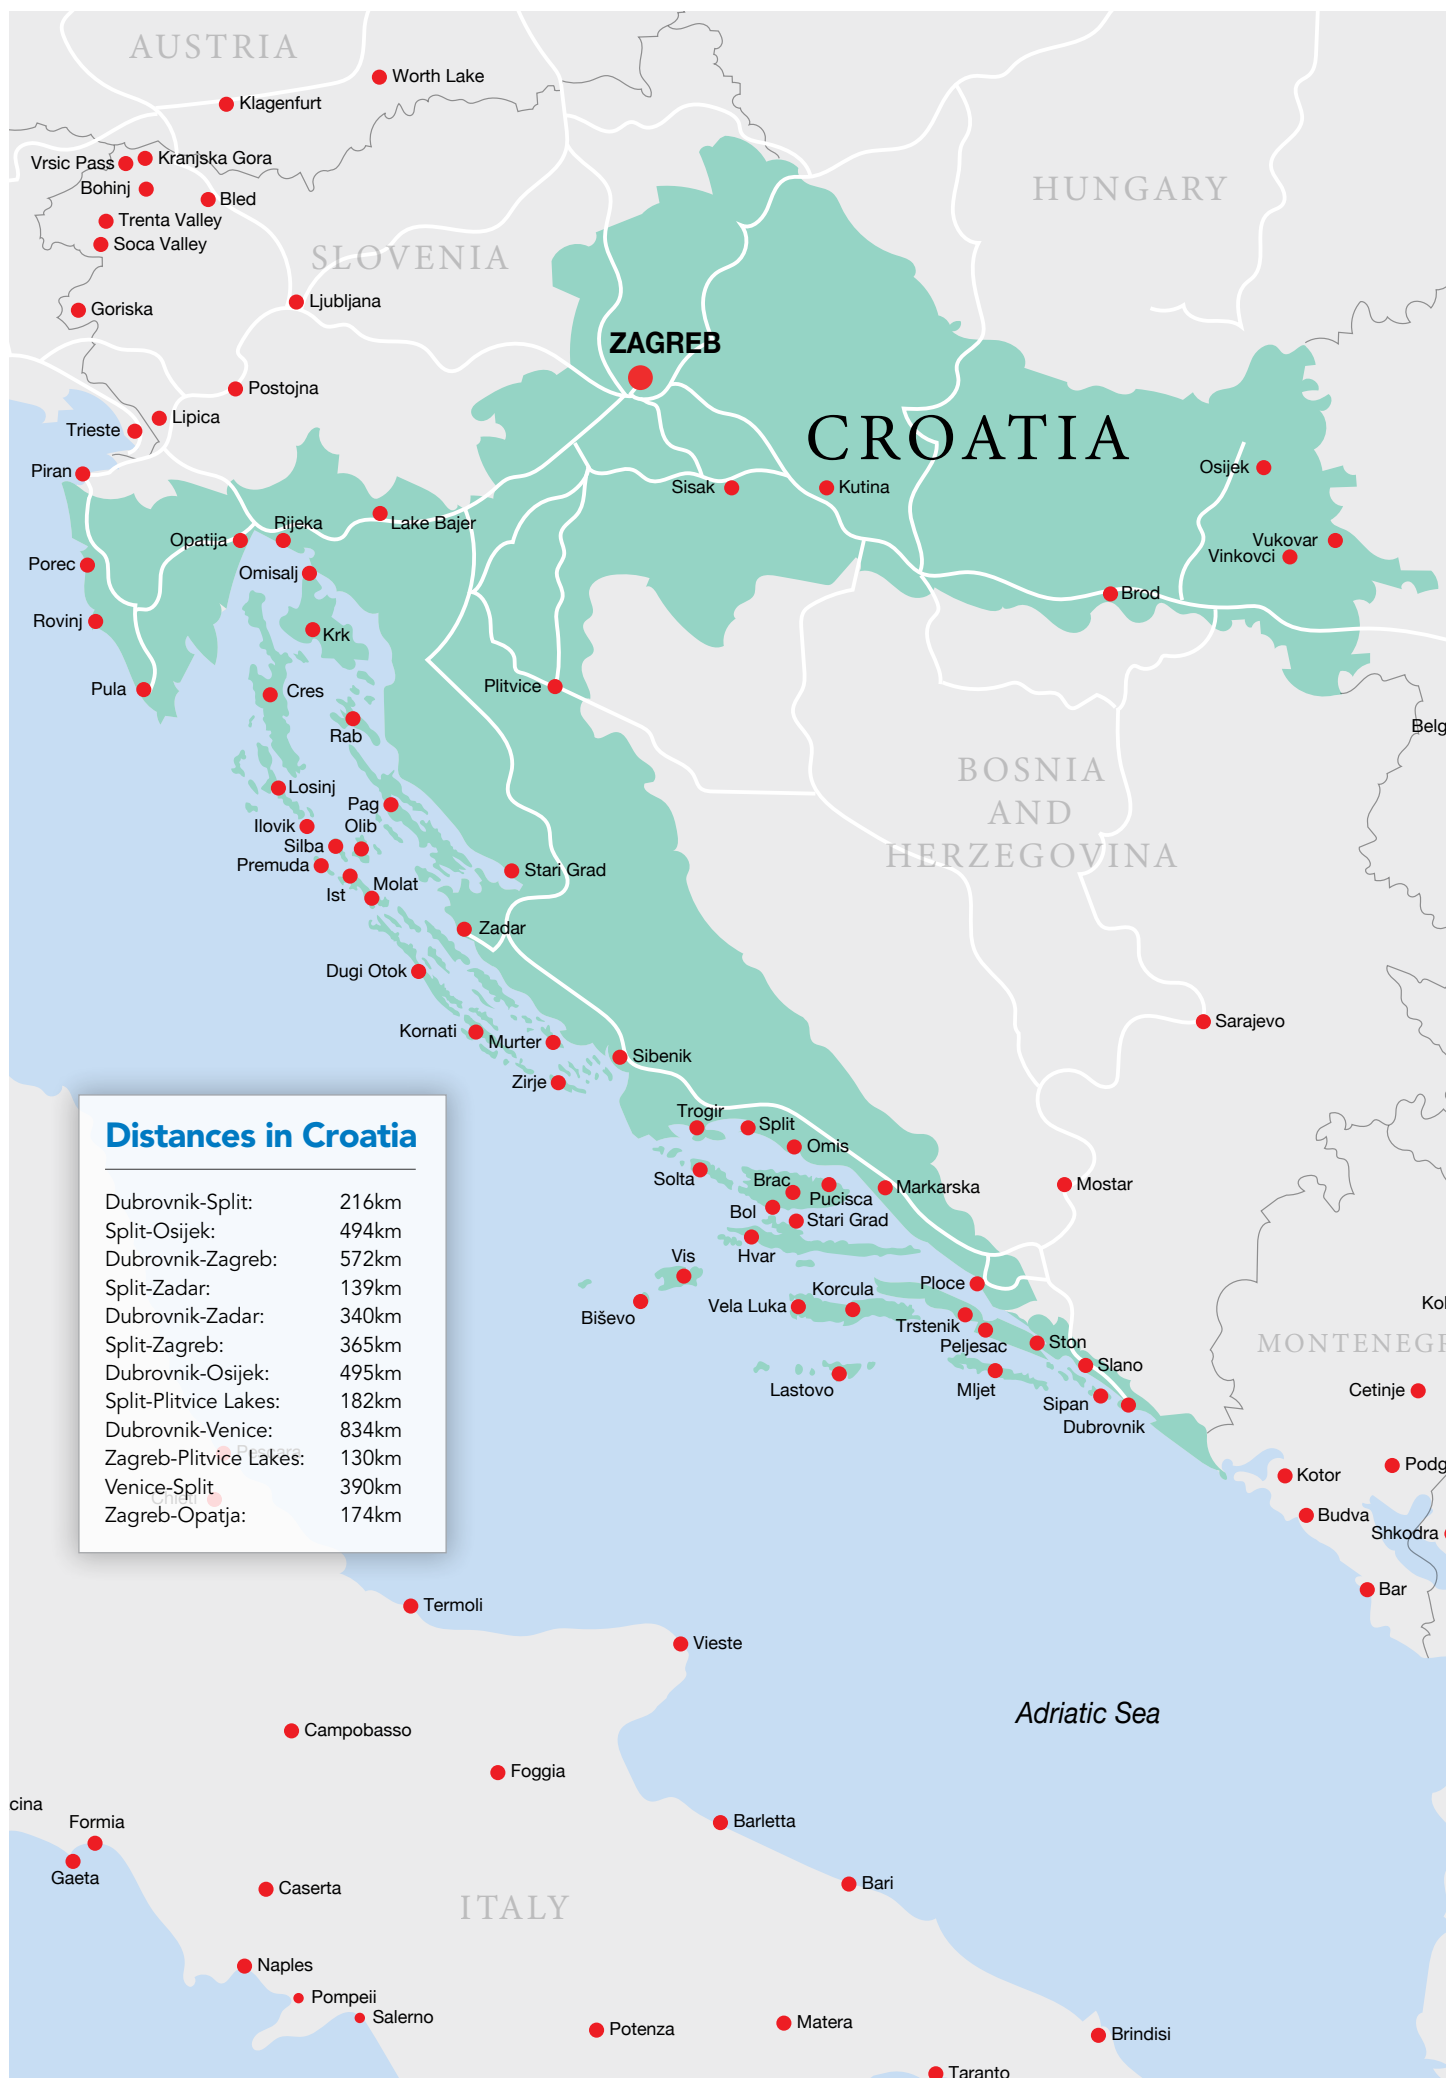 AUSTRIA
Worth Lake
Klagenfurt
Vrsic Pass
Kranjska Gora
Bohinj
Bled
Trenta Valley
Soca Valley
HUNGARY
SLOVENIA
Goriska
Ljubljana
ZAGREB
Postojna
Lipica
Trieste
CROATIA
Piran
Osijek
Sisak
Kutina
Lake Bajer
Rijeka
Opatija
Vukovar
Vinkovci
Porec
Omisalj
Brod
Rovinj
Krk
Pula
Cres
Plitvice
Rab
Belg
BOSNIA
AND
HERZEGOVINA
Losinj
Pag
Ilovik
Olib
Silba
Premuda
Stari Grad
Ist
Molat
Zadar
Dugi Otok
Kornati
Murter
Sarajevo
Sibenik
Zirje
Trogir
Split
Omis
Solta
Brac
Pucisca
Markarska
Mostar
Bol
Stari Grad
Hvar
Vis
Ploce
Korcula
Vela Luka
Biševo
Trstenik
Peljesac
Ston
Kol
MONTENEG
Slano
Lastovo
Mljet
Sipan
Dubrovnik
Cetinje
Podg
Kotor
Budva
Shkodra
Bar
Distances in Croatia
Dubrovnik-Split: 216km
Split-Osijek: 494km
Dubrovnik-Zagreb: 572km
Split-Zadar: 139km
Dubrovnik-Zadar: 340km
Split-Zagreb: 365km
Dubrovnik-Osijek: 495km
Split-Plitvice Lakes: 182km
Dubrovnik-Venice: 834km
Pescara
Zagreb-Plitvice Lakes: 130km
Venice-Split 390km
Chieti
Zagreb-Opatja: 174km
Termoli
Vieste
Adriatic Sea
Campobasso
Foggia
cina
Formia
Barletta
Gaeta
Caserta
Bari
ITALY
Naples
Pompeii
Salerno
Potenza
Matera
Brindisi
Taranto